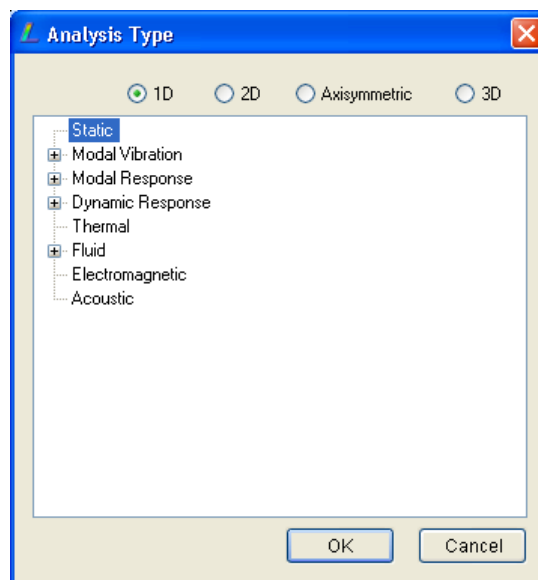 Analysis Type
1D 2D Axisymmetric 3D
Static
Modal Vibration
Modal Response
Dynamic Response
Thermal
Fluid
Electromagnetic
Acoustic
OK Cancel